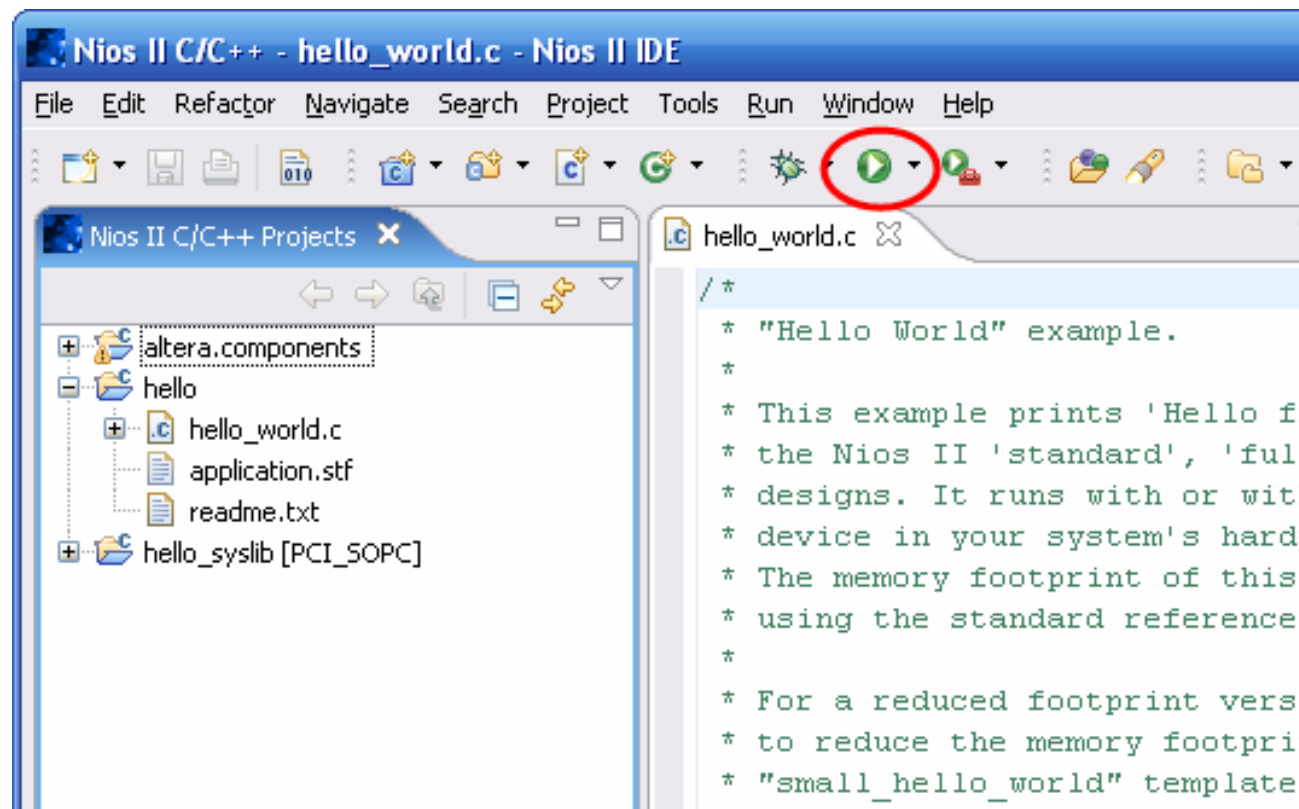 Nios II C/C++ - hello_world.c - Nios II IDE
File Edit Refactor Navigate Search Project Tools Run Window Help
010
Nios II C/C++ Projects
altera.components
hello
hello_world.c
application.stf
readme.txt
hello_syslib [PCI_SOPC]
hello_world.c
/*
* "Hello World" example.
*
* This example prints 'Hello f
* the Nios II 'standard', 'ful
* designs. It runs with or wit
* device in your system's hard
* The memory footprint of this
* using the standard reference
*
* For a reduced footprint vers
* to reduce the memory footpri
* "small_hello_world" template